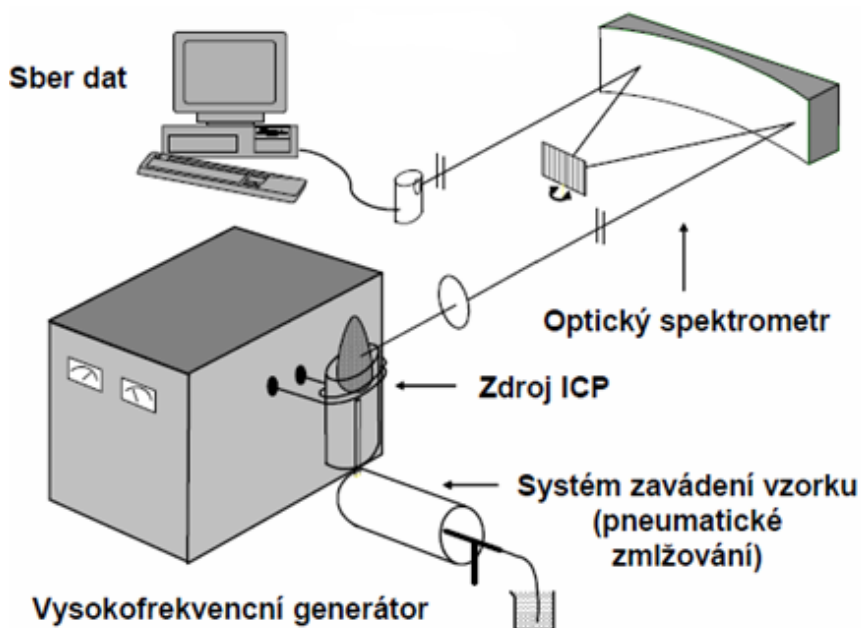 Sber dat
Optický spektrometr
Zdroj ICP
Systém zavádení vzorku
(pneumatické
zmlžování)
Vysokofrekvencní generátor